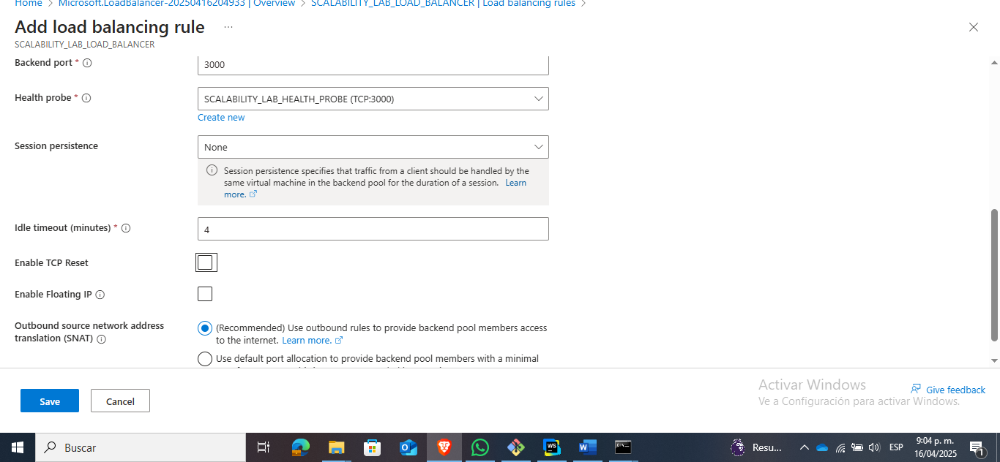 Home > Microsoft.LoadBalancer-20250416204933 | Overview > SCALABILITY_LAB_LOAD_BALANCER | Load balancing rules >
Add load balancing rule ...
SCALABILITY_LAB_LOAD_BALANCER
Backend port *
3000
Health probe *
SCALABILITY_LAB_HEALTH_PROBE (TCP:3000)
Create new
Session persistence
None
Session persistence specifies that traffic from a client should be handled by the
same virtual machine in the backend pool for the duration of a session. Learn
more.
Idle timeout (minutes) *
4
Enable TCP Reset
Enable Floating IP
Outbound source network address
translation (SNAT)
(Recommended) Use outbound rules to provide backend pool members access
to the internet. Learn more.
Use default port allocation to provide backend pool members with a minimal
Save
Cancel
Activar Windows
Ve a Configuración para activar Windows.
Give feedback
Buscar
WS
Resu...
ESP
9:04 p. m.
16/04/2025
1